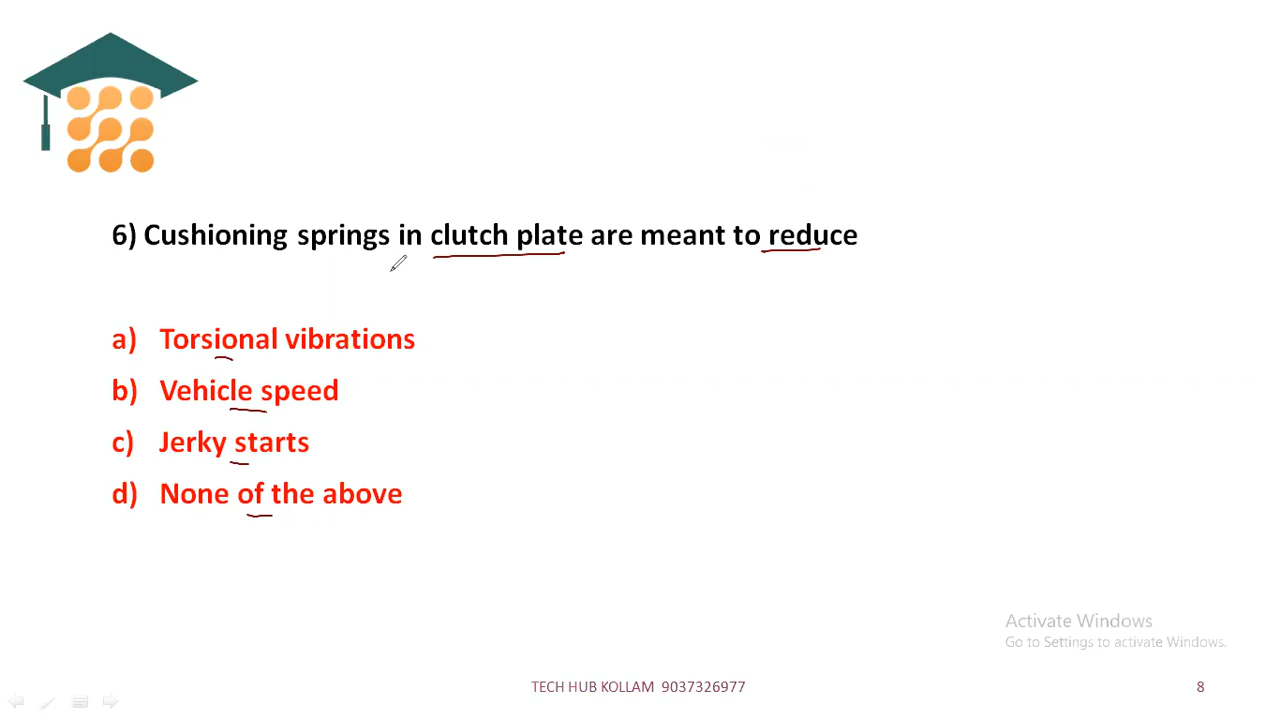 6) Cushioning springs in clutch plate are meant to reduce
a) Torsional vibrations
b) Vehicle speed
c) Jerky starts
d) None of the above
Activate Windows
Go to Settings to activate Windows.
TECH HUB KOLLAM 9037326977
8